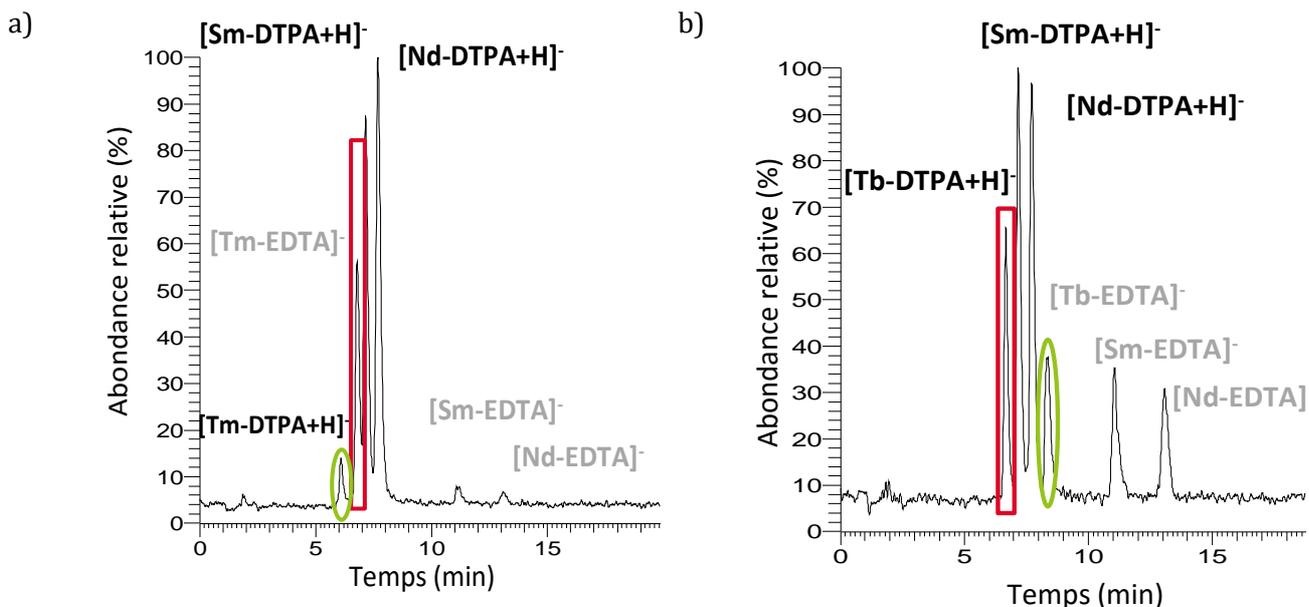 a)
[Sm-DTPA+H]-
[Nd-DTPA+H]-
[Tm-EDTA]-
[Tm-DTPA+H]-
[Sm-EDTA]-
[Nd-EDTA]-
Abondance relative (%)
100
90
80
70
60
50
40
30
20
10
0
0 5 10 15
Temps (min)
b)
[Sm-DTPA+H]-
[Nd-DTPA+H]-
[Tb-DTPA+H]-
[Tb-EDTA]-
[Sm-EDTA]-
[Nd-EDTA]
Abondance relative (%)
100
90
80
70
60
50
40
30
20
10
0
0 5 10 15
Temps (min)